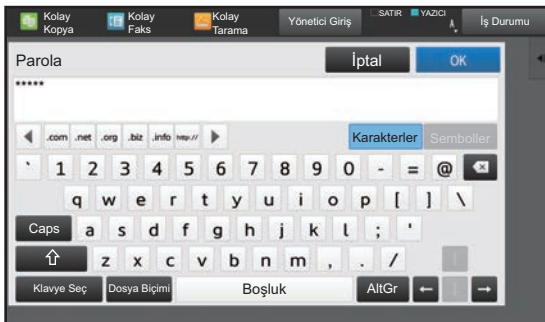 Kolay Kopya
Kolay Faks
Kolay Tarama
Yönetici Giriş
SATIR
YAZICI
İş Durumu
Parola
İptal
OK
*****
.com .net .org .biz .info http://
Karakterler
Semboller
` 1 2 3 4 5 6 7 8 9 0 - = @
q w e r t y u i o p [ ] \
Caps a s d f g h j k l ; '
z x c v b n m , . /
Klavye Seç
Dosya Biçimi
Boşluk
AltGr